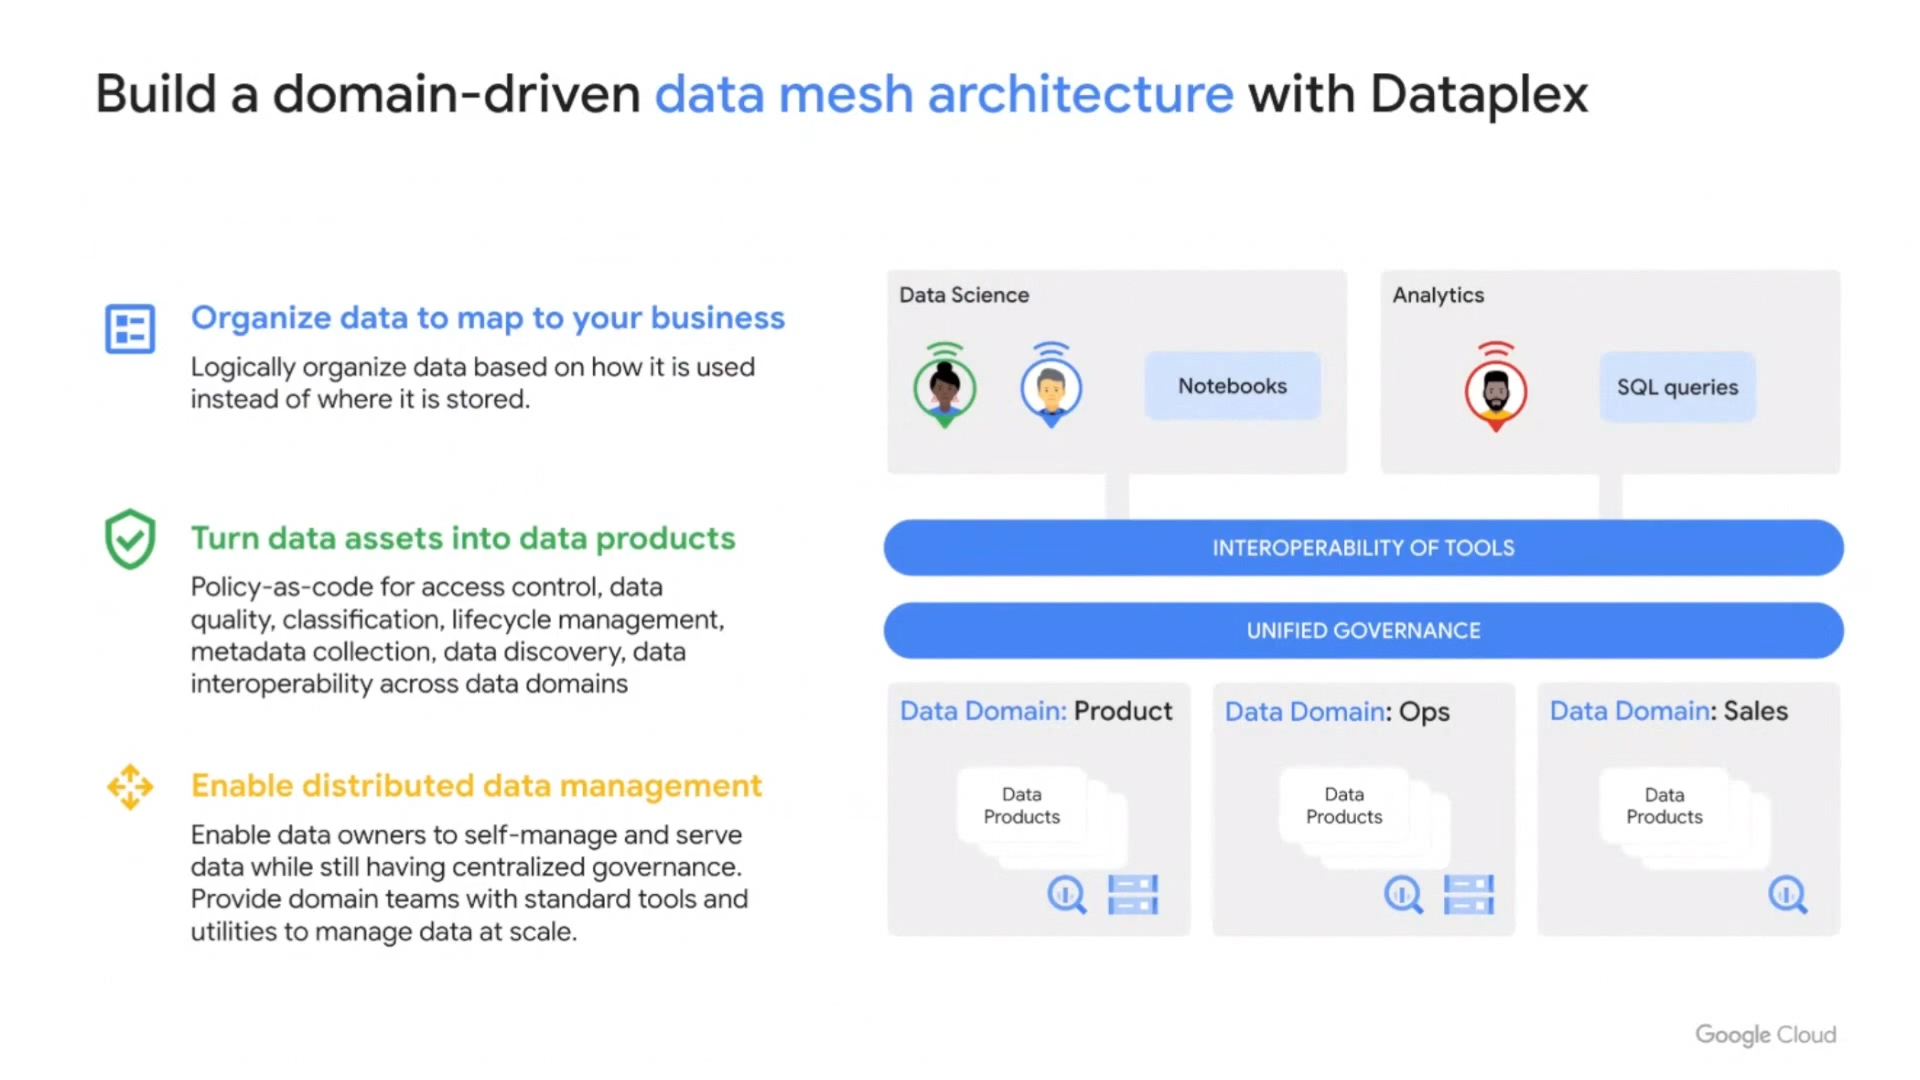 Build a domain-driven data mesh architecture with Dataplex
Organize data to map to your business
Logically organize data based on how it is used
instead of where it is stored.
Turn data assets into data products
Policy-as-code for access control, data
quality, classification, lifecycle management,
metadata collection, data discovery, data
interoperability across data domains
Enable distributed data management
Enable data owners to self-manage and serve
data while still having centralized governance.
Provide domain teams with standard tools and
utilities to manage data at scale.
Data Science
Notebooks
Analytics
SQL queries
INTEROPERABILITY OF TOOLS
UNIFIED GOVERNANCE
Data Domain: Product
Data
Products
Data Domain: Ops
Data
Products
Data Domain: Sales
Data
Products
Google Cloud